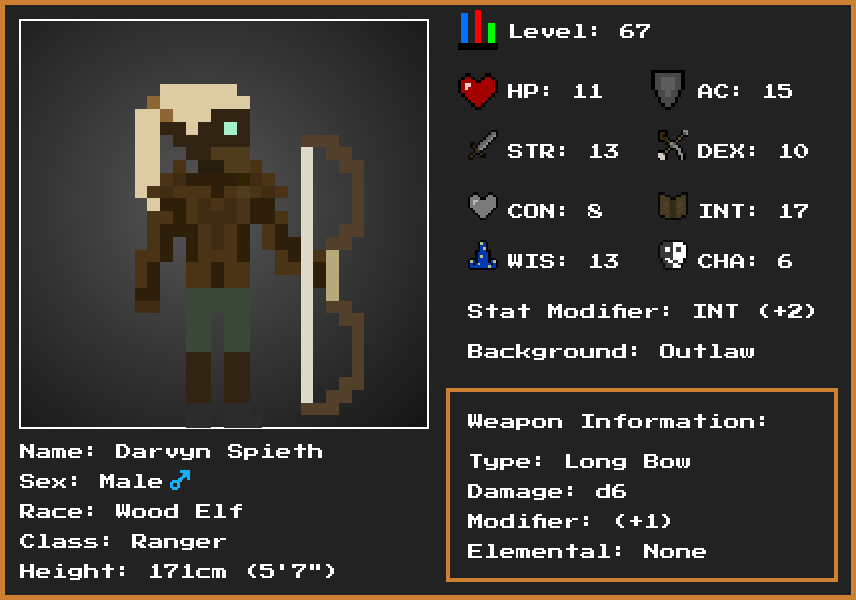 Level: 67
HP: 11 AC: 15
STR: 13 DEX: 10
CON: 8 INT: 17
WIS: 13 CHA: 6
Stat Modifier: INT (+2)
Background: Outlaw
Weapon Information:
Type: Long Bow
Damage: d6
Modifier: (+1)
Elemental: None
Name: Darvyn Spieth
Sex: Male ♂
Race: Wood Elf
Class: Ranger
Height: 171cm (5'7")